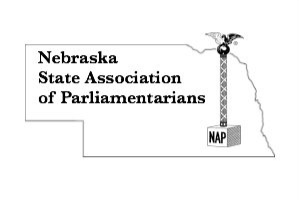 Nebraska
State Association
of Parliamentarians
NAP